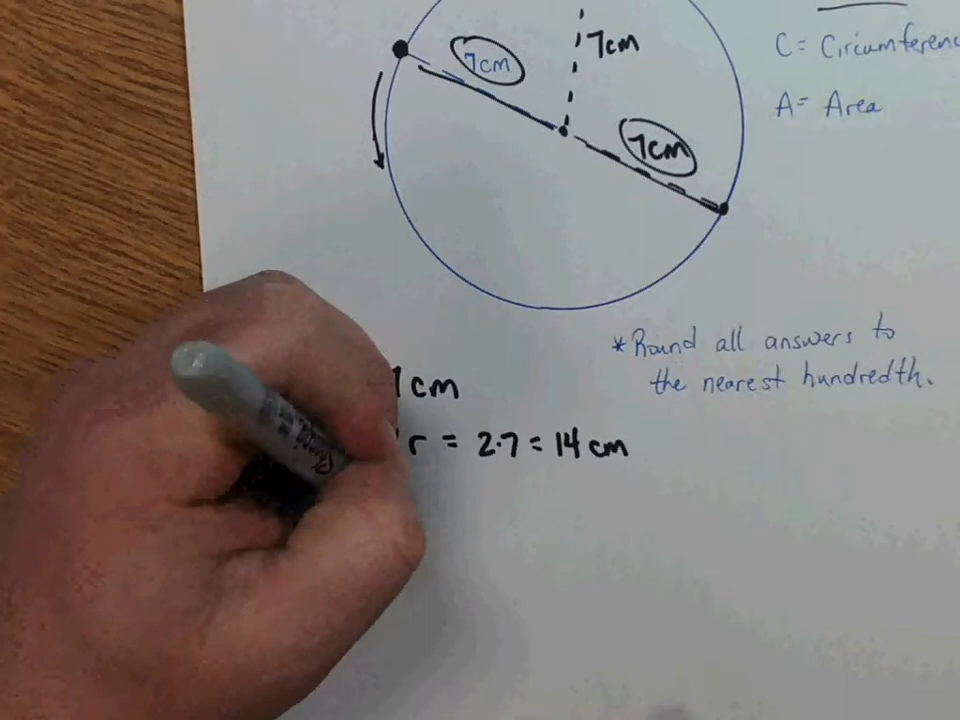 7cm
C= Circumferenc
7cm
A= Area
7cm
*Round all answers to
the nearest hundredth.
cm
r = 2·7 = 14 cm